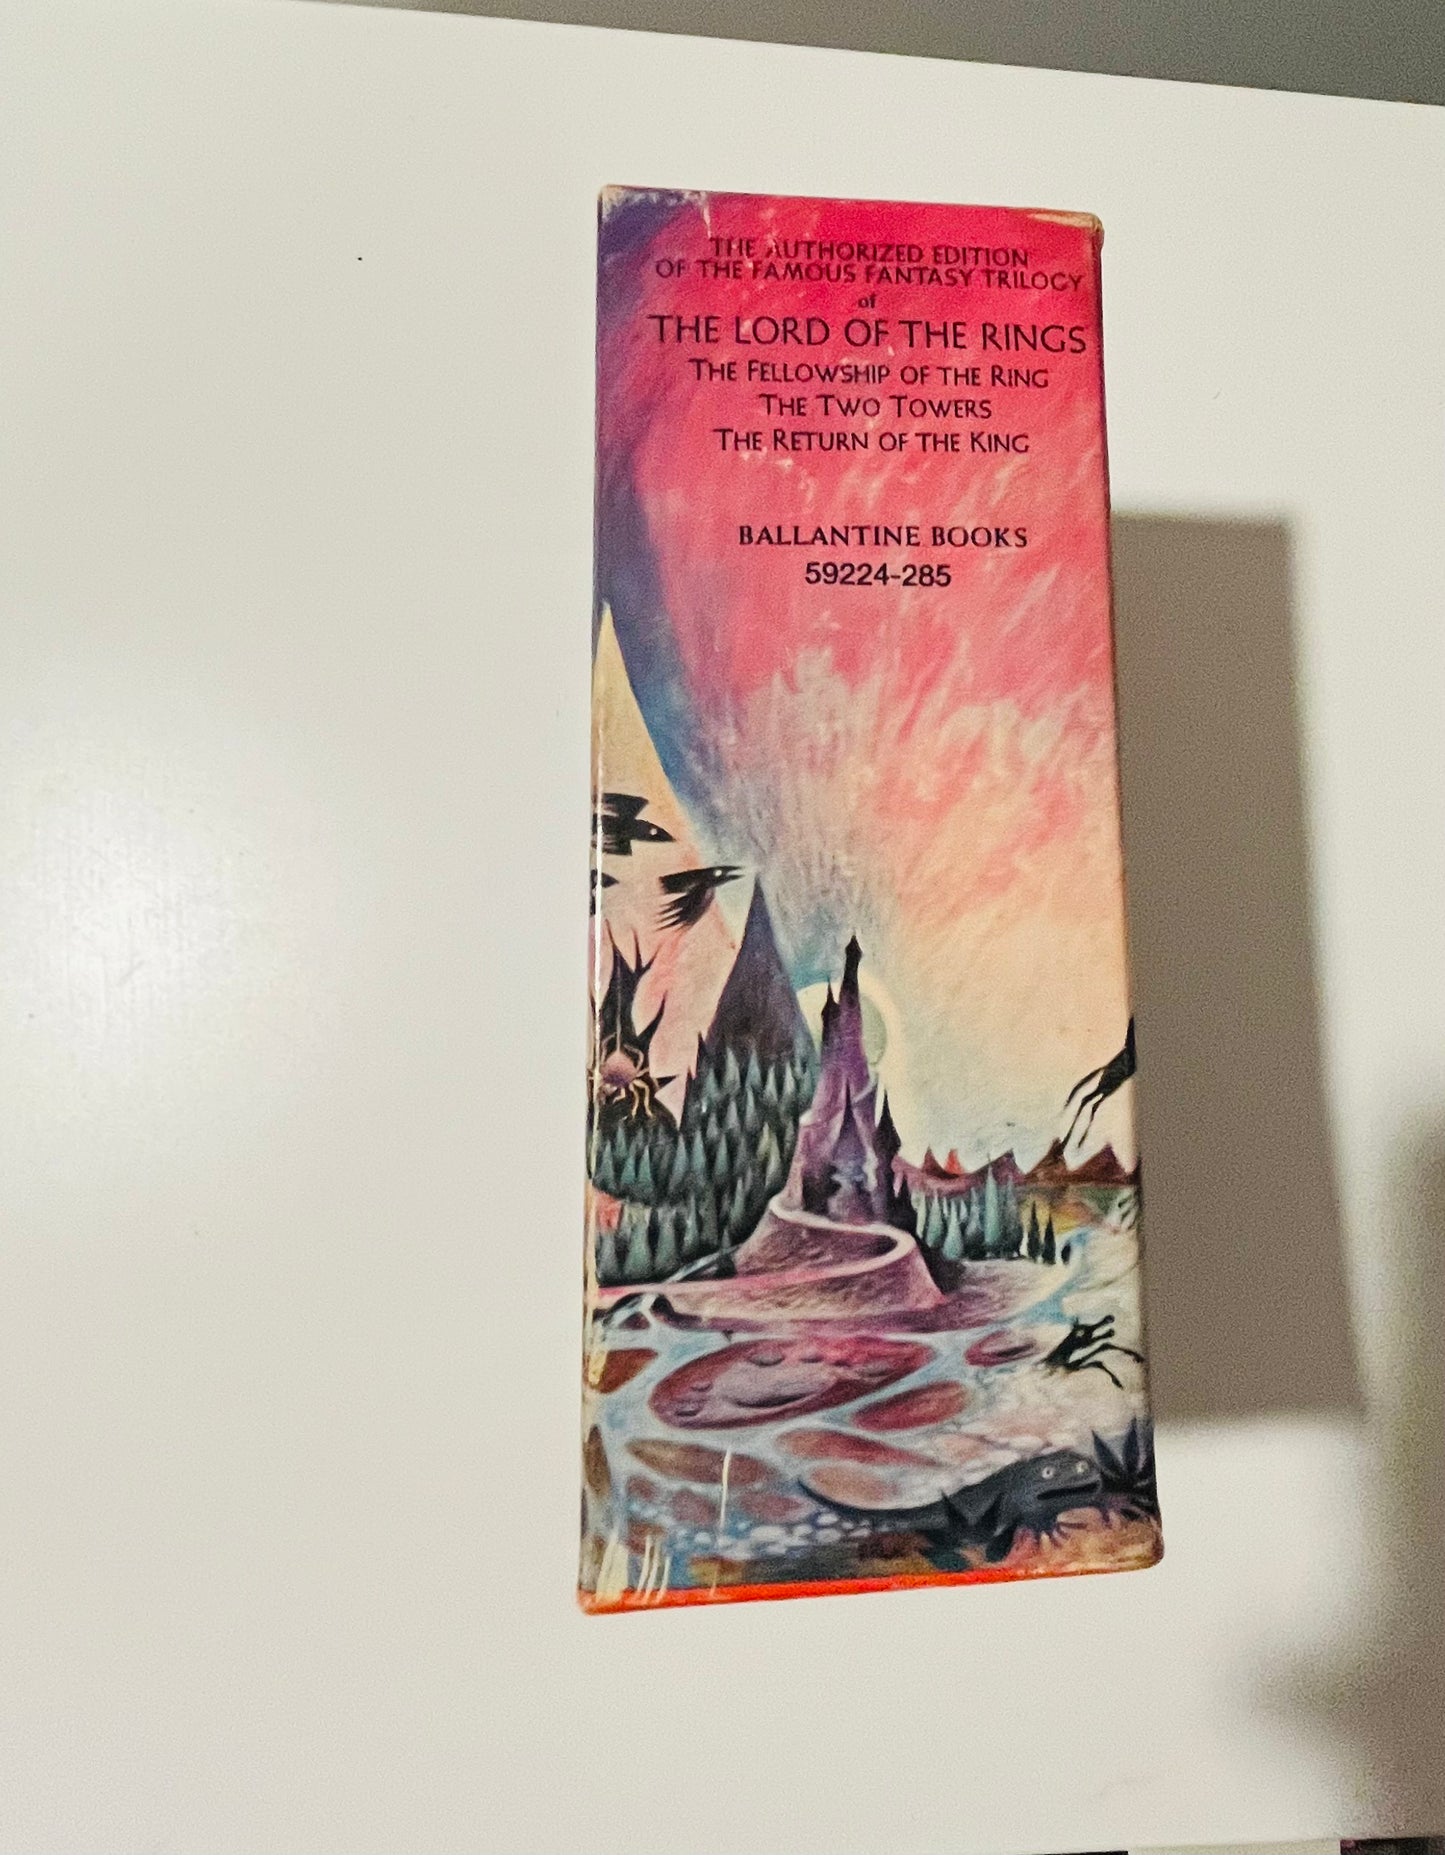 THE AUTHORIZED EDITION
OF THE FAMOUS FANTASY TRILOGY
of
THE LORD OF THE RINGS
THE FELLOWSHIP OF THE RING
THE TWO TOWERS
THE RETURN OF THE KING
BALLANTINE BOOKS
59224-285